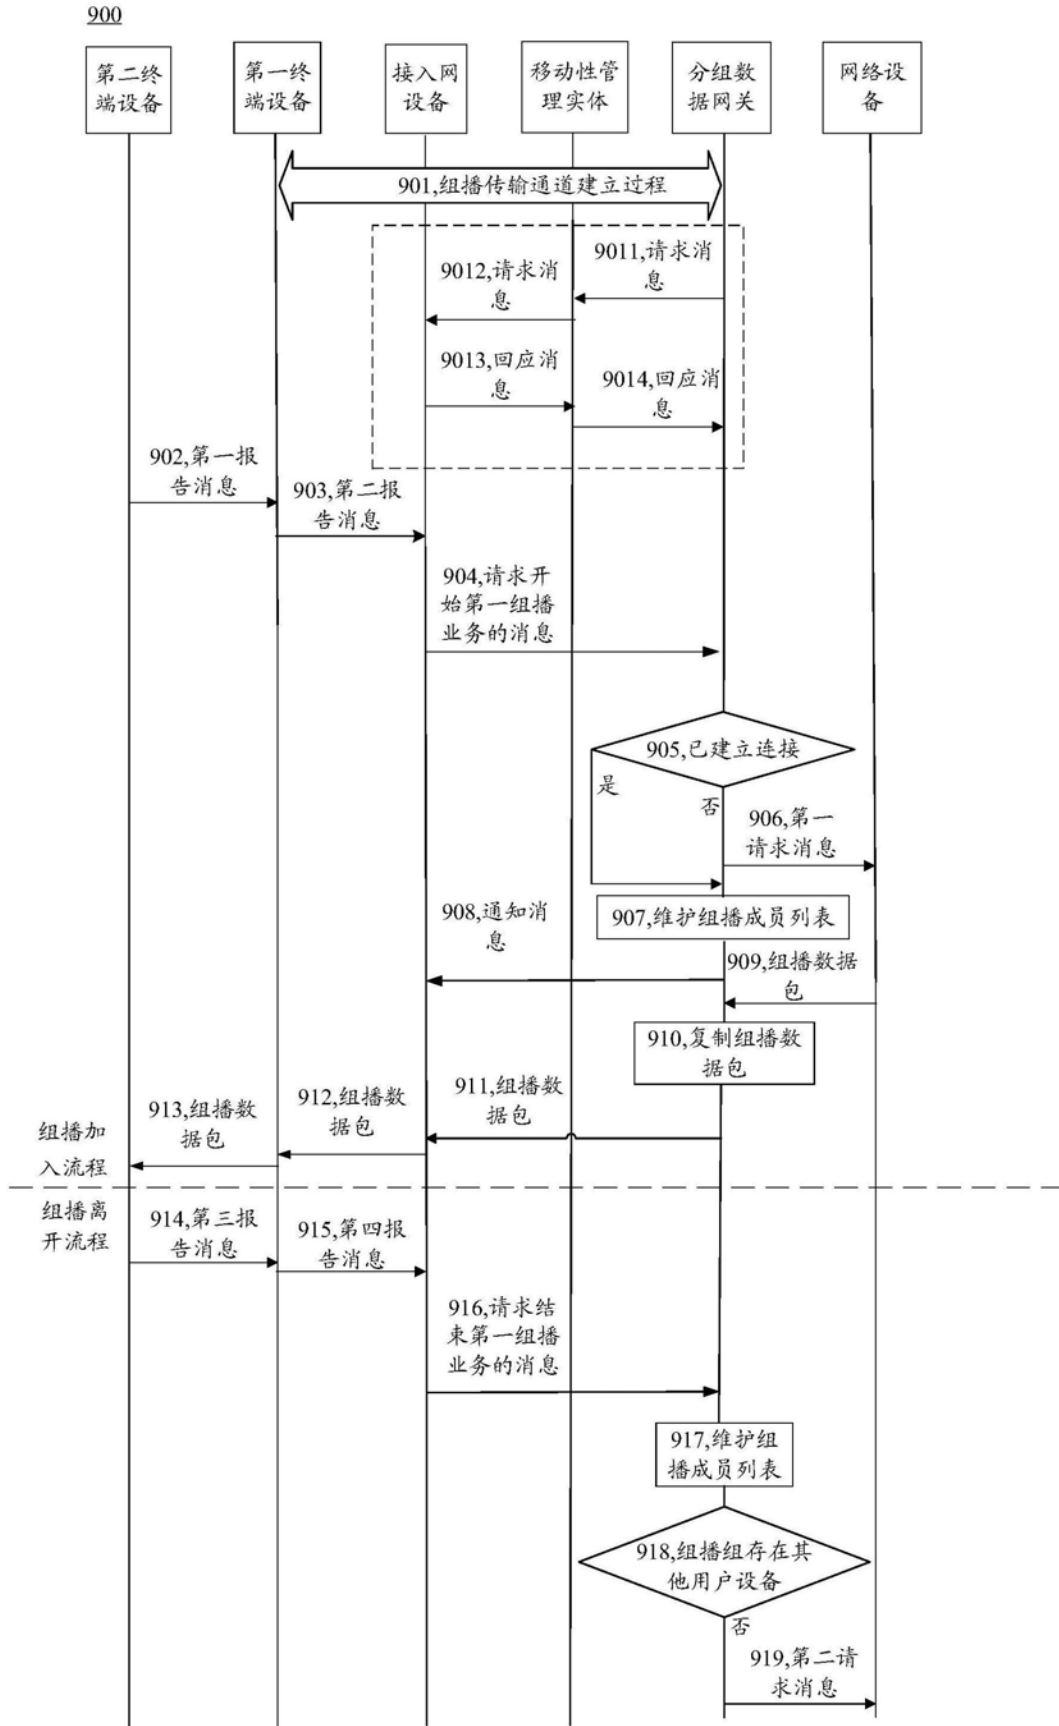 900
第二终
端设备
第一终
端设备
接入网
设备
移动性管
理实体
分组数
据网关
网络设
备
901,组播传输通道建立过程
9011,请求消
息
9012,请求消
息
9013,回应消
息
9014,回应消
息
902,第一报
告消息
903,第二报
告消息
904,请求开
始第一组播
业务的消息
905,已建立连接
是
否
906,第一
请求消息
907,维护组播成员列表
908,通知消
息
909,组播数据
包
910,复制组播数
据包
911,组播数
据包
912,组播数
据包
913,组播数
据包
组播加
入流程
组播离
开流程
914,第三报
告消息
915,第四报
告消息
916,请求结
束第一组播
业务的消息
917,维护组
播成员列表
918,组播组存在其
他用户设备
否
919,第二请
求消息